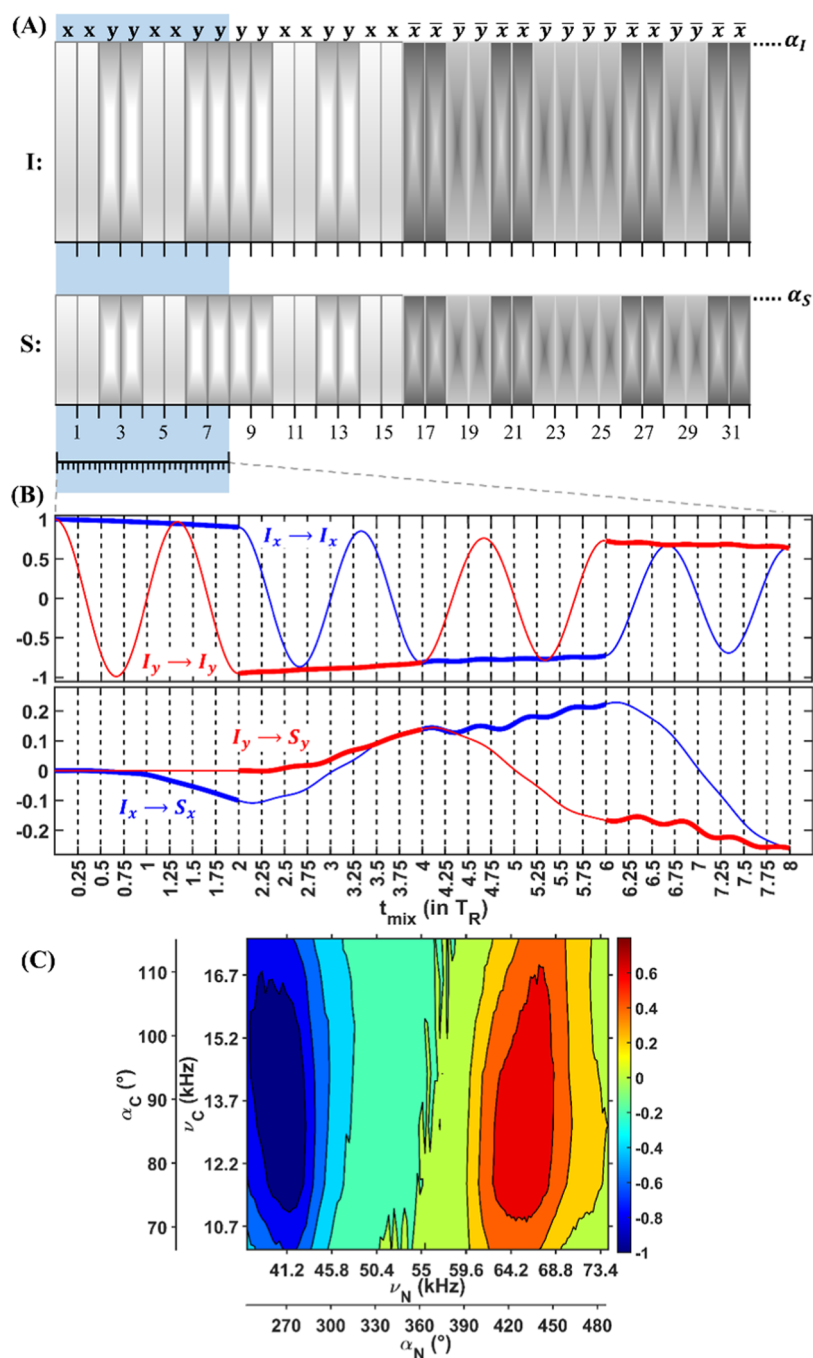 (A) x x y y x x y y y y x x y y x x x̅ x̅ y̅ y̅ x̅ x̅ y̅ y̅ y̅ y̅ x̅ x̅ y̅ y̅ x̅ x̅
α_I
I:
α_S
S:
1 3 5 7 9 11 13 15 17 19 21 23 25 27 29 31
(B)
1
0.5
0
-0.5
-1
I_x → I_x
I_y → I_y
0.2
0.1
0
-0.1
-0.2
I_y → S_y
I_x → S_x
0.25 0.5 0.75 1 1.25 1.5 1.75 2 2.25 2.5 2.75 3 3.25 3.5 3.75 4 4.25 4.5 4.75 5 5.25 5.5 5.75 6 6.25 6.5 6.75 7 7.25 7.5 7.75 8
t_mix (in T_R)
(C)
α_C (°)
110
100
90
80
70
ν_C (kHz)
16.7
15.2
13.7
12.2
10.7
0.6
0.4
0.2
0
-0.2
-0.4
-0.6
-0.8
-1
41.2 45.8 50.4 55 59.6 64.2 68.8 73.4
ν_N (kHz)
270 300 330 360 390 420 450 480
α_N (°)